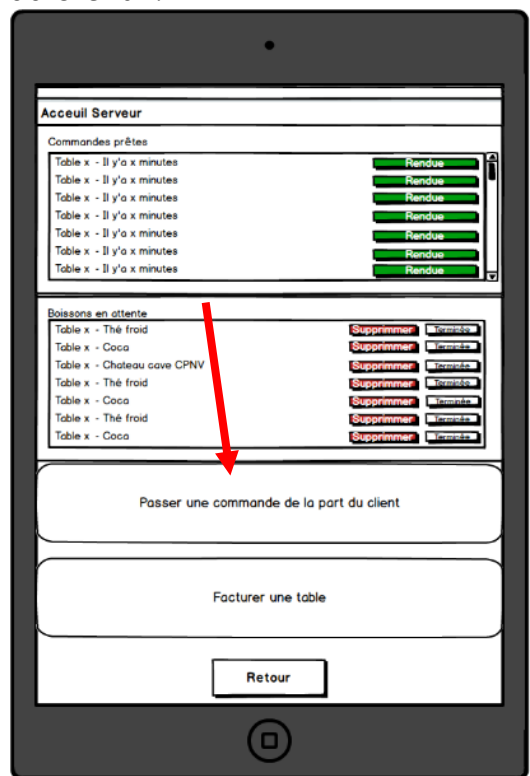 Acceuil Serveur
Commandes prêtes
Table x - Il y'a x minutes Rendue
Table x - Il y'a x minutes Rendue
Table x - Il y'a x minutes Rendue
Table x - Il y'a x minutes Rendue
Table x - Il y'a x minutes Rendue
Table x - Il y'a x minutes Rendue
Table x - Il y'a x minutes Rendue
Boissons en attente
Table x - Thé froid Supprimmer Terminée
Table x - Coca Supprimmer Terminée
Table x - Chateau cave CPNV Supprimmer Terminée
Table x - Thé froid Supprimmer Terminée
Table x - Coca Supprimmer Terminée
Table x - Thé froid Supprimmer Terminée
Table x - Coca Supprimmer Terminée
Passer une commande de la part du client
Facturer une table
Retour